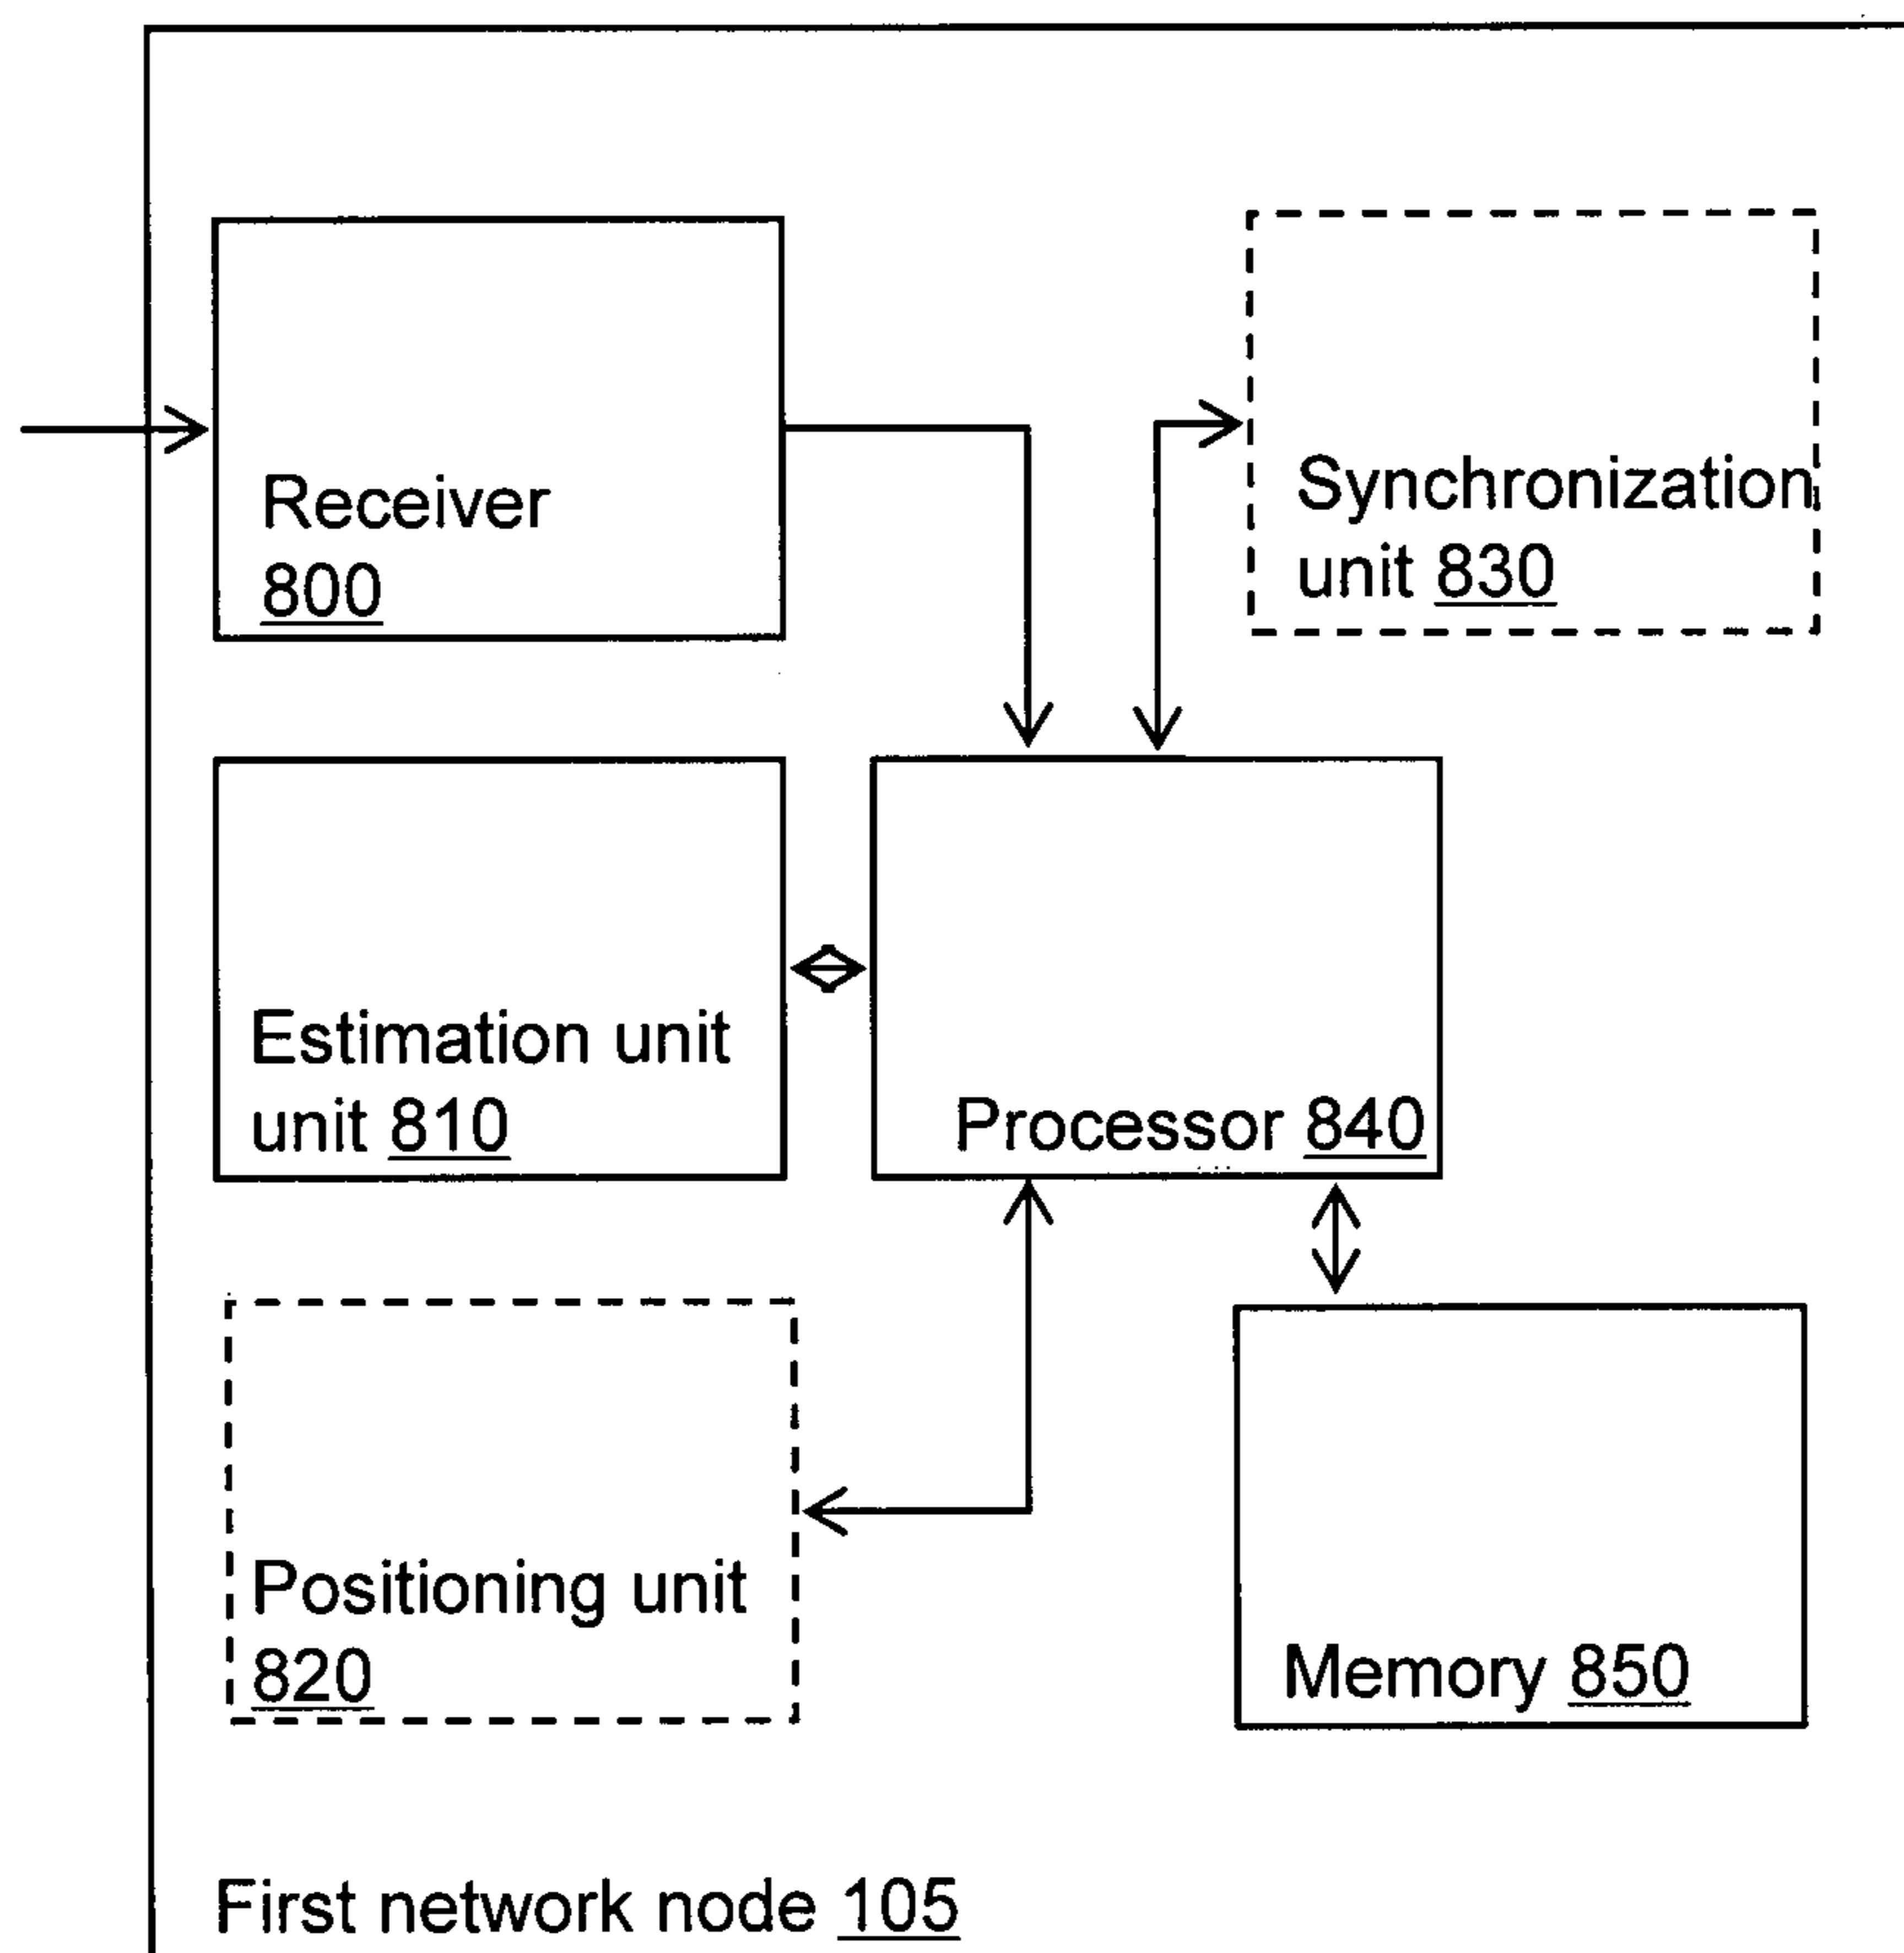 Receiver
800
Synchronization
unit 830
Estimation unit
unit 810
Processor 840
Positioning unit
820
Memory 850
First network node 105